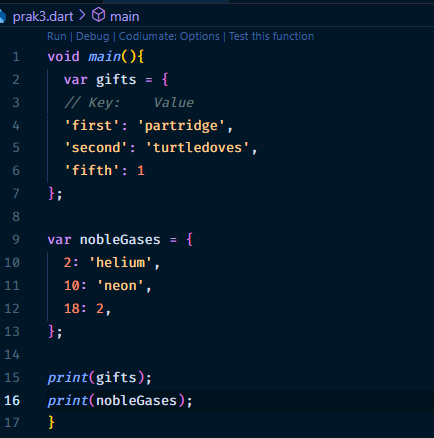 prak3.dart > main
Run | Debug | Codiumate: Options | Test this function
1 void main(){
2 var gifts = {
3 // Key: Value
4 'first': 'partridge',
5 'second': 'turtledoves',
6 'fifth': 1
7 };
8
9 var nobleGases = {
10 2: 'helium',
11 10: 'neon',
12 18: 2,
13 };
14
15 print(gifts);
16 print(nobleGases);
17 }